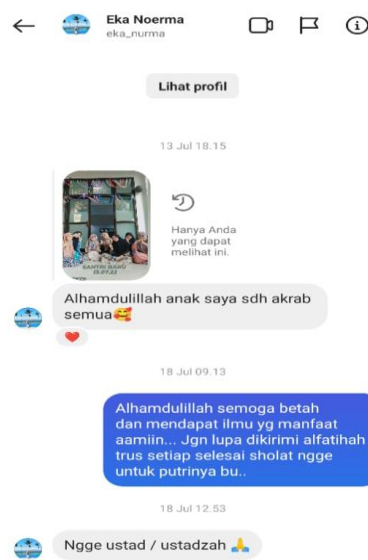 Eka Noerma
eka_nurma
Lihat profil
13 Jul 18.15
SANTRI BARU
15.07.23
Hanya Anda
yang dapat
melihat ini.
Alhamdulillah anak saya sdh akrab
semua🥰
❤️
18 Jul 09.13
Alhamdulillah semoga betah
dan mendapat ilmu yg manfaat
aamiin... Jgn lupa dikirimi alfatihah
trus setiap selesai sholat ngge
untuk putrinya bu..
18 Jul 12.53
Ngge ustad / ustadzah 🙏